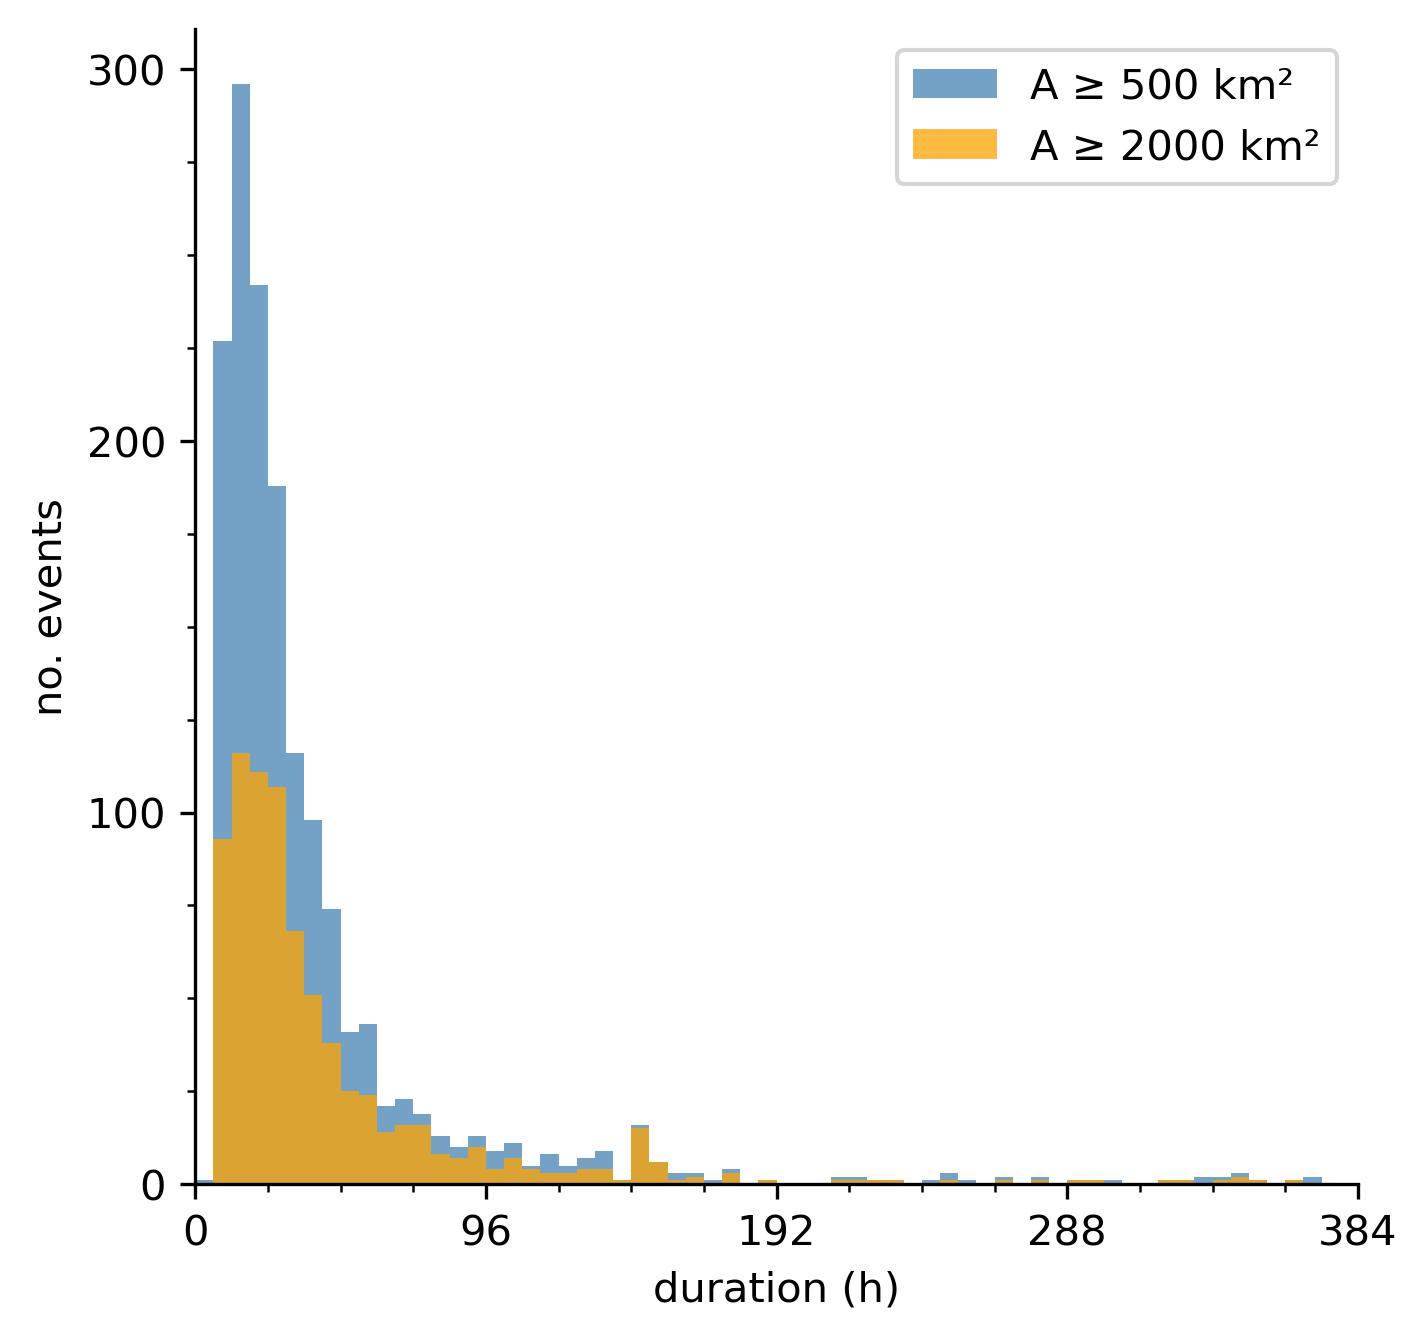 A ≥ 500 km²
A ≥ 2000 km²
300
200
100
0
no. events
0 96 192 288 384
duration (h)